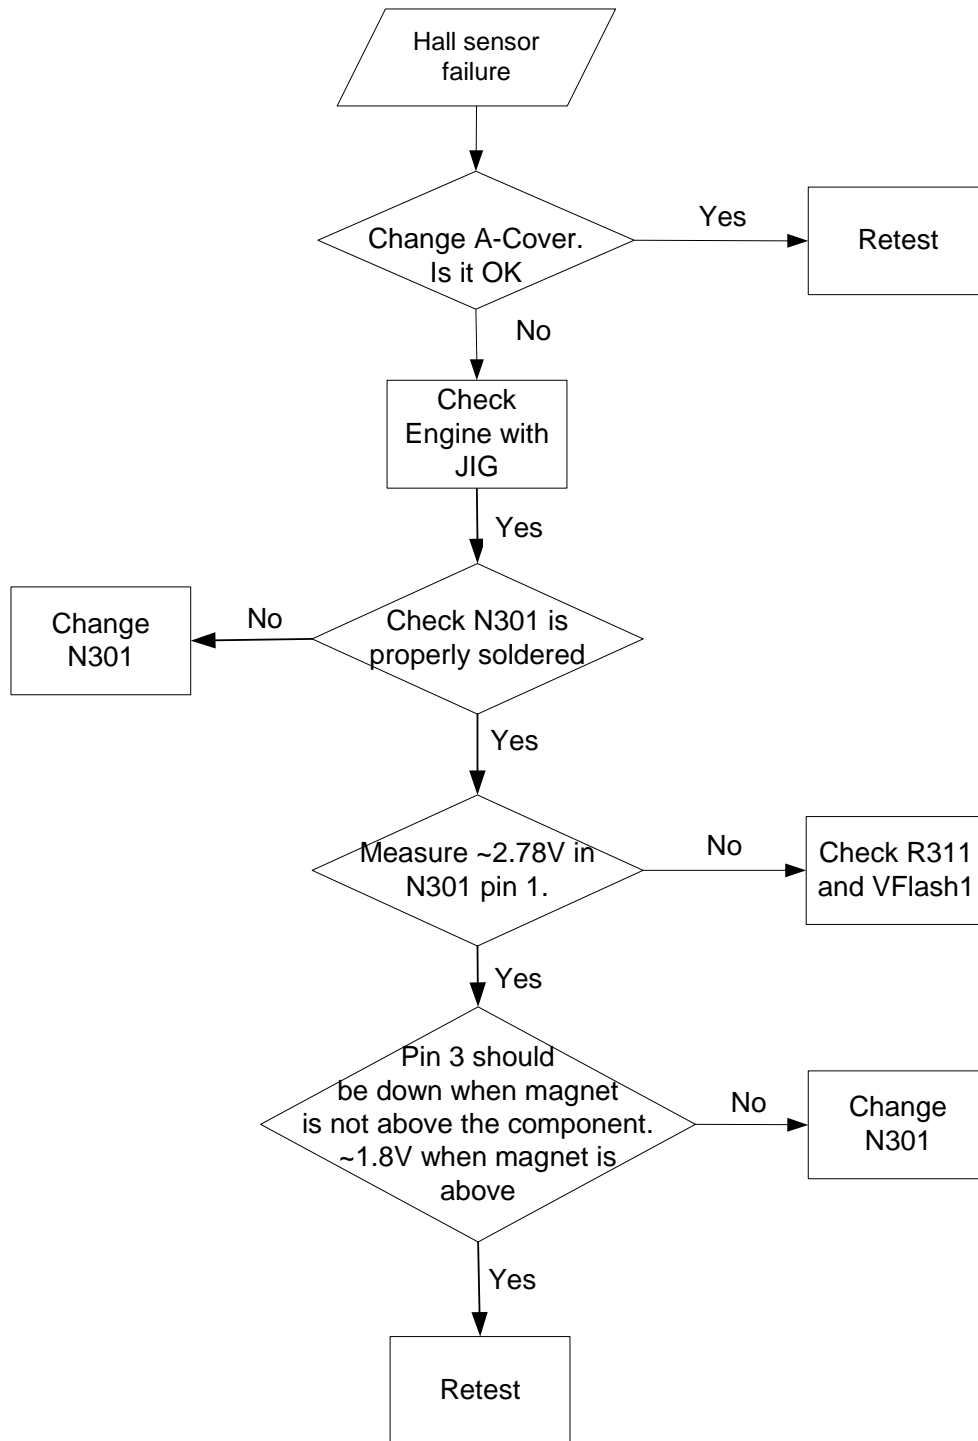 Hall sensor
failure
Change A-Cover.
Is it OK
Yes
Retest
No
Check
Engine with
JIG
Yes
Check N301 is
properly soldered
No
Change
N301
Yes
Measure ~2.78V in
N301 pin 1.
No
Check R311
and VFlash1
Yes
Pin 3 should
be down when magnet
is not above the component.
~1.8V when magnet is
above
No
Change
N301
Yes
Retest